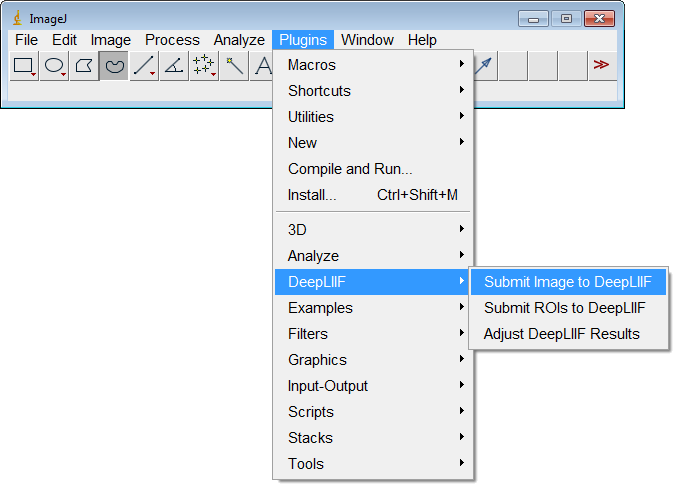 ImageJ
File Edit Image Process Analyze Plugins Window Help
A
Macros
Shortcuts
Utilities
New
Compile and Run...
Install... Ctrl+Shift+M
3D
Analyze
DeepLIIF
Submit Image to DeepLIIF
Examples
Submit ROIs to DeepLIIF
Filters
Adjust DeepLIIF Results
Graphics
Input-Output
Scripts
Stacks
Tools